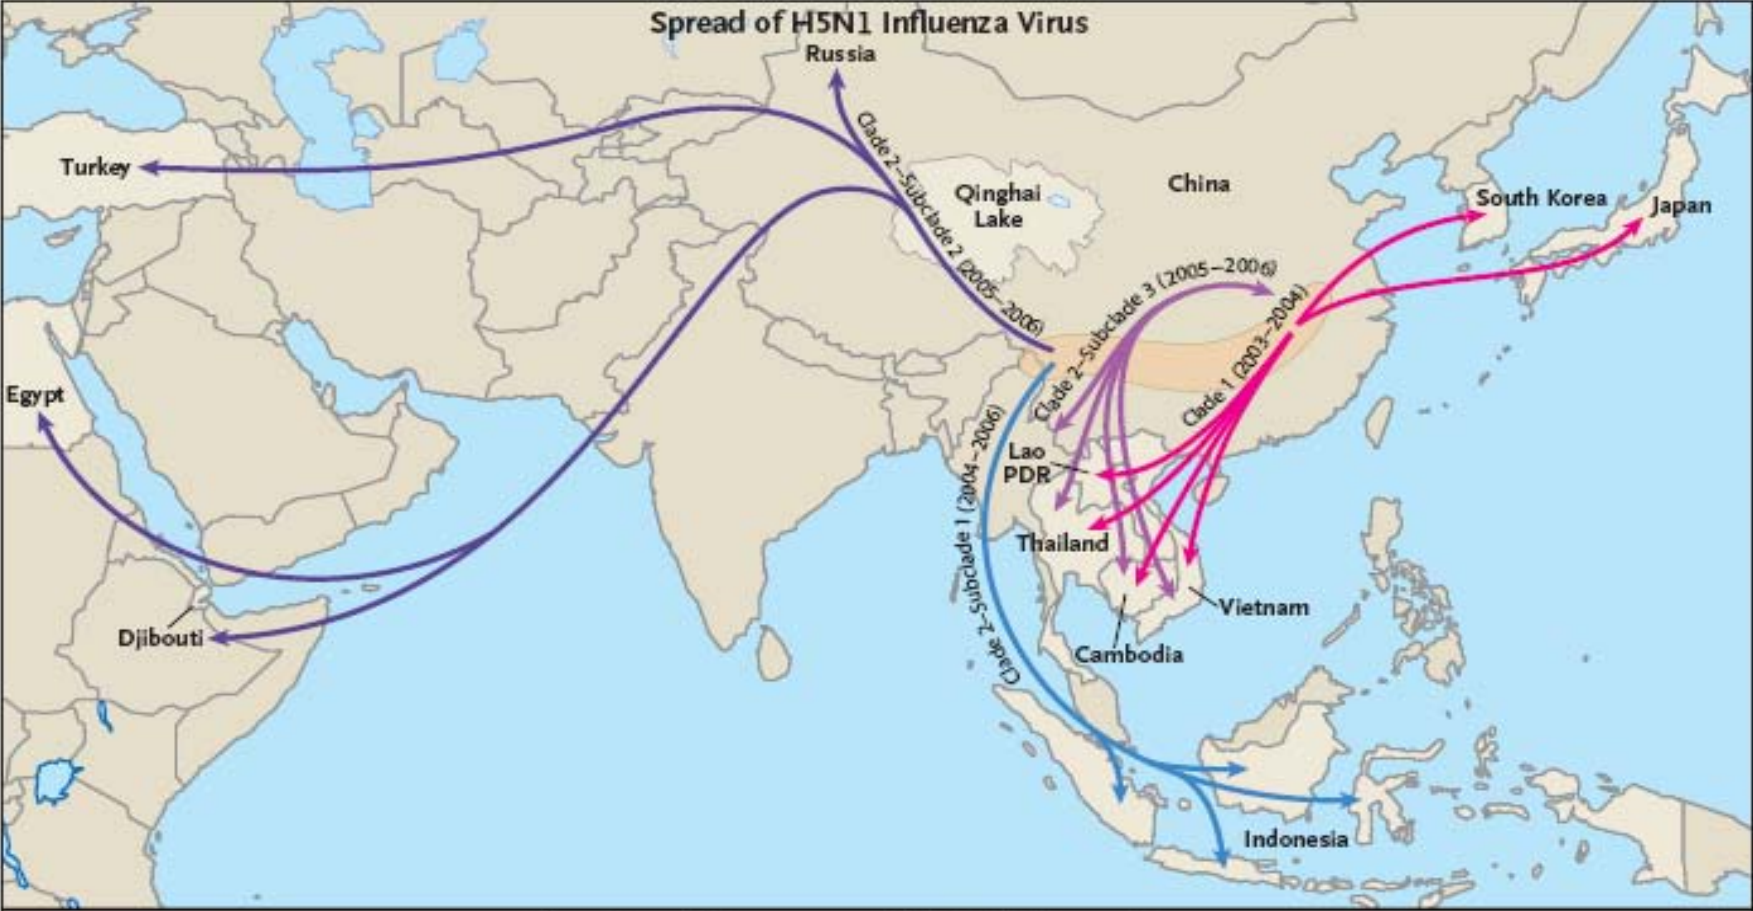 Spread of H5N1 Influenza Virus
Russia
Clade 2–Subclade 2 (2005–2006)
Turkey
Qinghai
Lake
China
South Korea
Japan
Clade 2–Subclade 3 (2005–2006)
Clade 1 (2003–2004)
Egypt
Clade 2–Subclade 1 (2004–2006)
Lao
PDR
Thailand
Vietnam
Djibouti
Cambodia
Indonesia